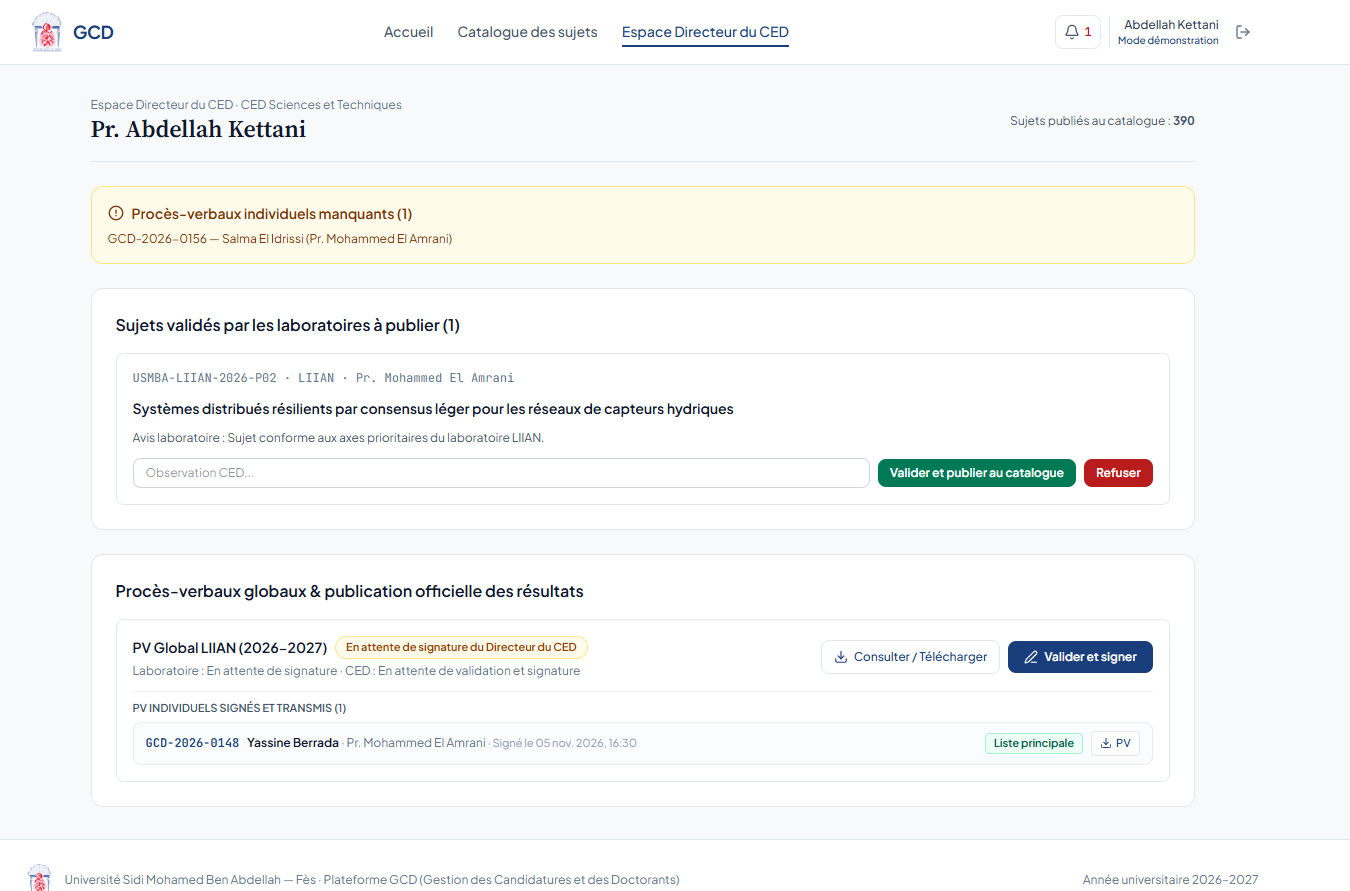 GCD
Accueil
Catalogue des sujets
Espace Directeur du CED
1
Abdellah Kettani
Mode démonstration
Espace Directeur du CED · CED Sciences et Techniques
Pr. Abdellah Kettani
Sujets publiés au catalogue : 390
Procès-verbaux individuels manquants (1)
GCD-2026-0156 — Salma El Idrissi (Pr. Mohammed El Amrani)
Sujets validés par les laboratoires à publier (1)
USMBA-LIIAN-2026-P02 · LIIAN · Pr. Mohammed El Amrani
Systèmes distribués résilients par consensus léger pour les réseaux de capteurs hydriques
Avis laboratoire : Sujet conforme aux axes prioritaires du laboratoire LIIAN.
Observation CED...
Valider et publier au catalogue
Refuser
Procès-verbaux globaux & publication officielle des résultats
PV Global LIIAN (2026-2027)
En attente de signature du Directeur du CED
Laboratoire : En attente de signature · CED : En attente de validation et signature
Consulter / Télécharger
Valider et signer
PV INDIVIDUELS SIGNÉS ET TRANSMIS (1)
GCD-2026-0148 Yassine Berrada · Pr. Mohammed El Amrani · Signé le 05 nov. 2026, 16:30
Liste principale
PV
Université Sidi Mohamed Ben Abdellah — Fès · Plateforme GCD (Gestion des Candidatures et des Doctorants)
Année universitaire 2026-2027